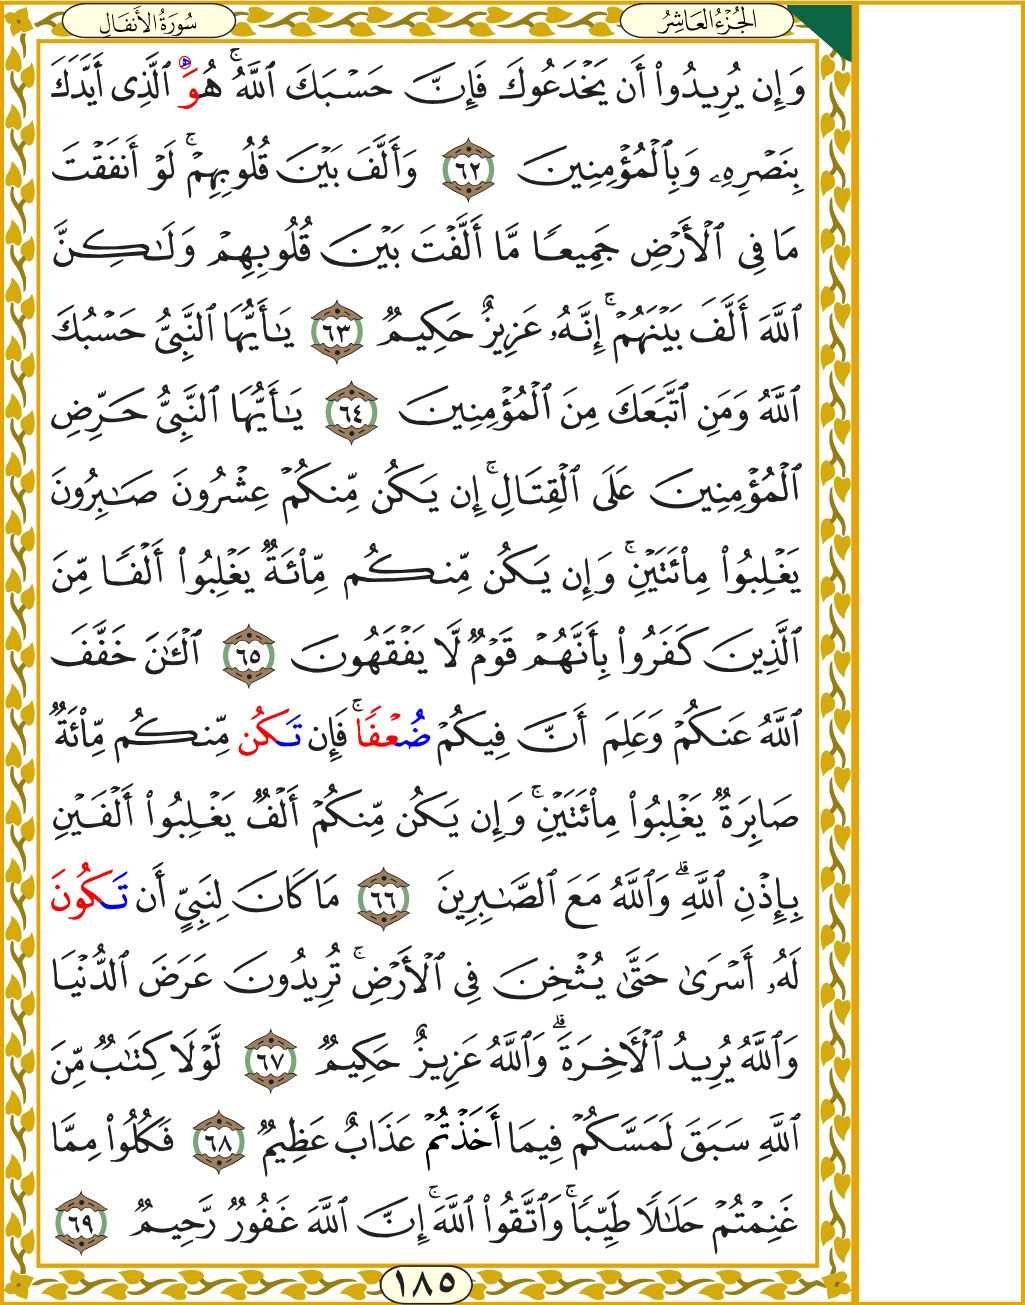 الجُزْءُ العَاشِرُ
سُورَةُ الأَنفَالِ
وَإِن يُرِيدُوا۟ أَن يَخْدَعُوكَ فَإِنَّ حَسْبَكَ ٱللَّهُ ۚ هُوَ ٱلَّذِى أَيَّدَكَ
بِنَصْرِهِۦ وَبِٱلْمُؤْمِنِينَ ٦٢ وَأَلَّفَ بَيْنَ قُلُوبِهِمْ ۚ لَوْ أَنفَقْتَ
مَا فِى ٱلْأَرْضِ جَمِيعًا مَّا أَلَّفْتَ بَيْنَ قُلُوبِهِمْ وَلَـٰكِنَّ
ٱللَّهَ أَلَّفَ بَيْنَهُمْ ۚ إِنَّهُۥ عَزِيزٌ حَكِيمٌ ٦٣ يَـٰأَيُّهَا ٱلنَّبِىُّ حَسْبُكَ
ٱللَّهُ وَمَنِ ٱتَّبَعَكَ مِنَ ٱلْمُؤْمِنِينَ ٦٤ يَـٰأَيُّهَا ٱلنَّبِىُّ حَرِّضِ
ٱلْمُؤْمِنِينَ عَلَى ٱلْقِتَالِ ۚ إِن يَكُن مِّنكُمْ عِشْرُونَ صَـٰبِرُونَ
يَغْلِبُوا۟ مِا۟ئَتَيْنِ ۚ وَإِن يَكُن مِّنكُم مِّا۟ئَةٌ يَغْلِبُوا۟ أَلْفًا مِّنَ
ٱلَّذِينَ كَفَرُوا۟ بِأَنَّهُمْ قَوْمٌ لَّا يَفْقَهُونَ ٦٥ ٱلْـَٔـٰنَ خَفَّفَ
ٱللَّهُ عَنكُمْ وَعَلِمَ أَنَّ فِيكُمْ ضُعْفًا ۚ فَإِن تَكُن مِّنكُم مِّا۟ئَةٌ
صَابِرَةٌ يَغْلِبُوا۟ مِا۟ئَتَيْنِ ۚ وَإِن يَكُن مِّنكُمْ أَلْفٌ يَغْلِبُوا۟ أَلْفَيْنِ
بِإِذْنِ ٱللَّهِ ۗ وَٱللَّهُ مَعَ ٱلصَّـٰبِرِينَ ٦٦ مَا كَانَ لِنَبِىٍّ أَن تَكُونَ
لَهُۥ أَسْرَىٰ حَتَّىٰ يُثْخِنَ فِى ٱلْأَرْضِ ۚ تُرِيدُونَ عَرَضَ ٱلدُّنْيَا
وَٱللَّهُ يُرِيدُ ٱلْـَٔاخِرَةَ ۗ وَٱللَّهُ عَزِيزٌ حَكِيمٌ ٦٧ لَّوْلَا كِتَـٰبٌ مِّنَ
ٱللَّهِ سَبَقَ لَمَسَّكُمْ فِيمَا أَخَذْتُمْ عَذَابٌ عَظِيمٌ ٦٨ فَكُلُوا۟ مِمَّا
غَنِمْتُمْ حَلَـٰلًا طَيِّبًا ۚ وَٱتَّقُوا۟ ٱللَّهَ ۚ إِنَّ ٱللَّهَ غَفُورٌ رَّحِيمٌ ٦٩
١٨٥